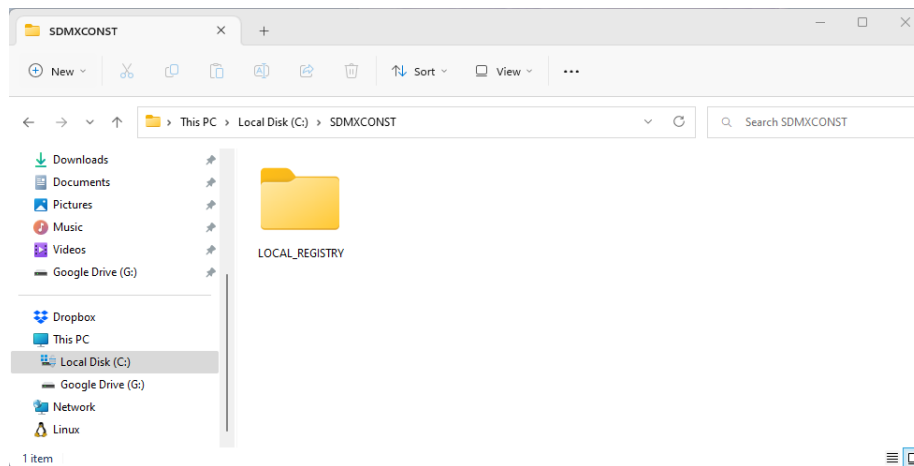 SDMXCONST
New
Sort
View
This PC > Local Disk (C:) > SDMXCONST
Search SDMXCONST
Downloads
Documents
Pictures
Music
Videos
Google Drive (G:)
Dropbox
This PC
Local Disk (C:)
Google Drive (G:)
Network
Linux
LOCAL_REGISTRY
1 item